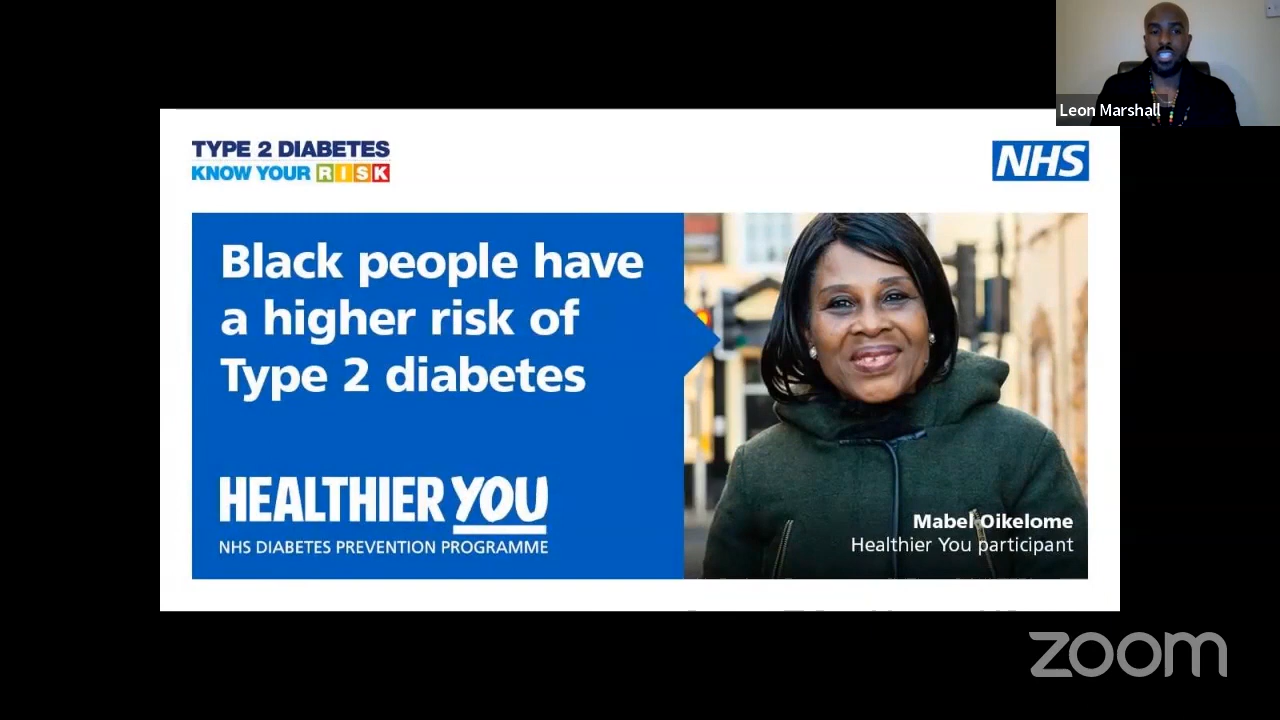 Leon Marshall
TYPE 2 DIABETES
KNOW YOUR RISK
NHS
Black people have
a higher risk of
Type 2 diabetes
HEALTHIER YOU
NHS DIABETES PREVENTION PROGRAMME
Mabel Oikelome
Healthier You participant
zoom